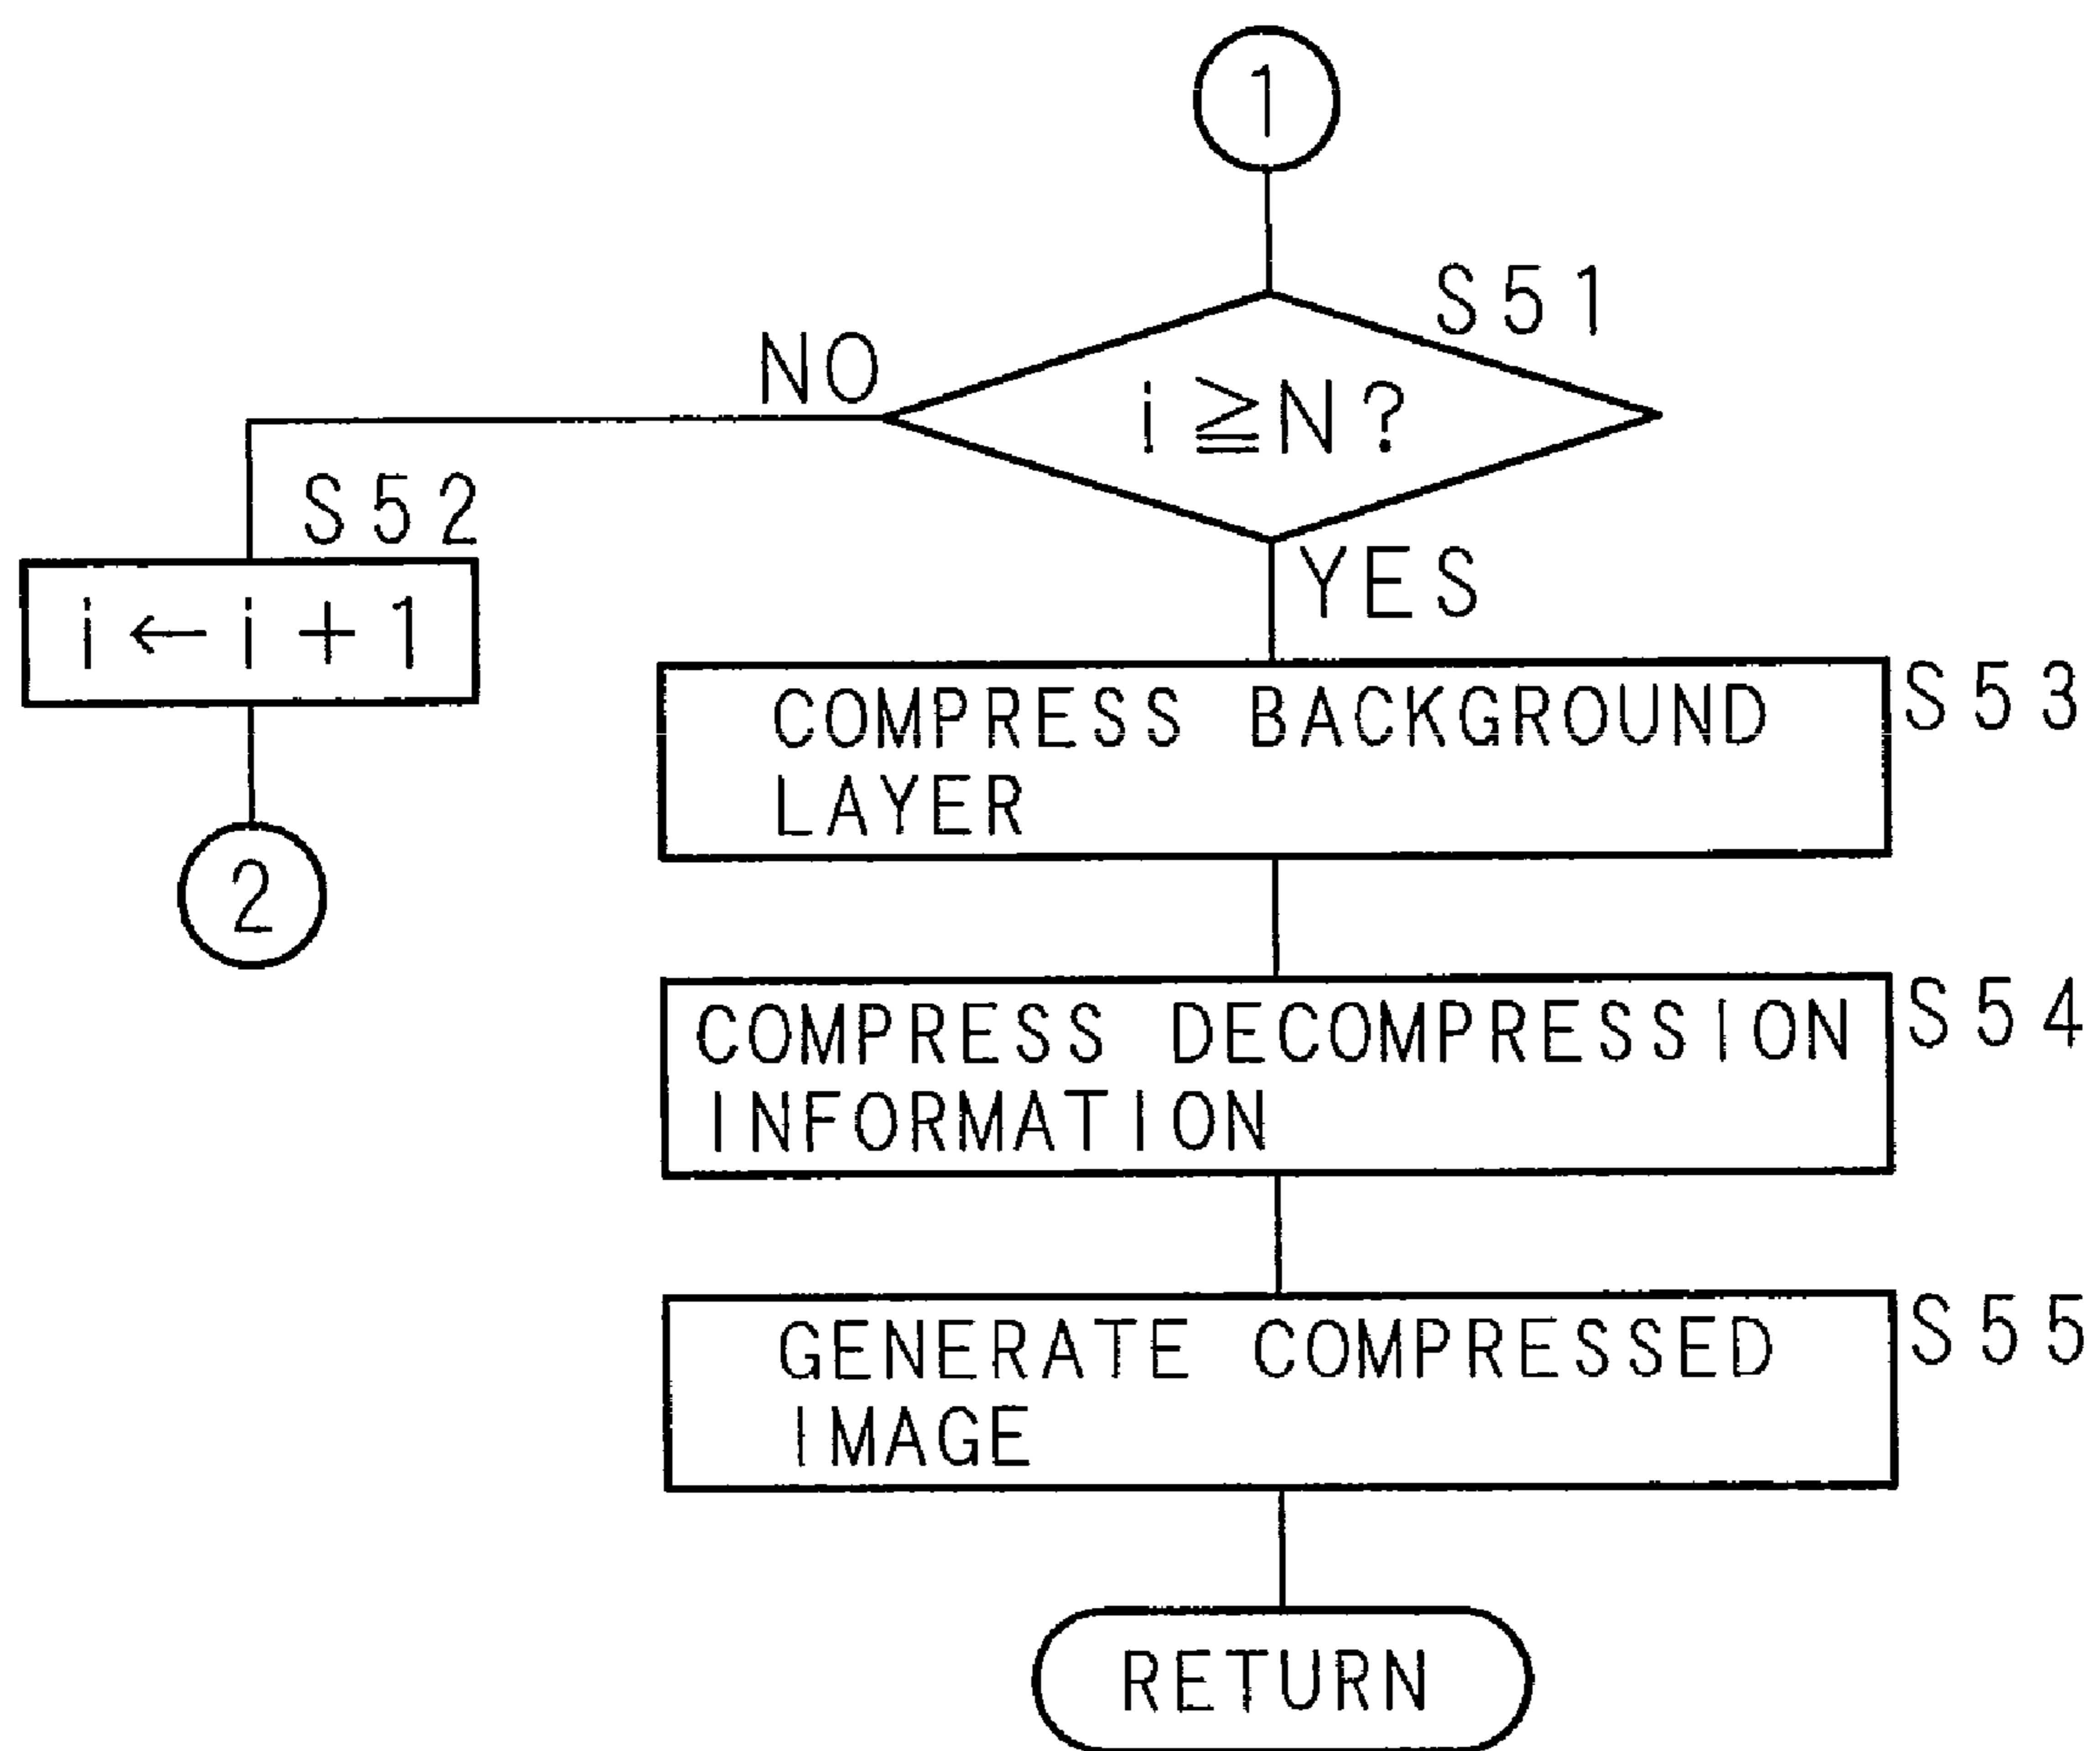 1
S51
NO
i≧N?
S52
YES
i←i+1
S53
COMPRESS BACKGROUND
LAYER
2
S54
COMPRESS DECOMPRESSION
INFORMATION
S55
GENERATE COMPRESSED
IMAGE
RETURN